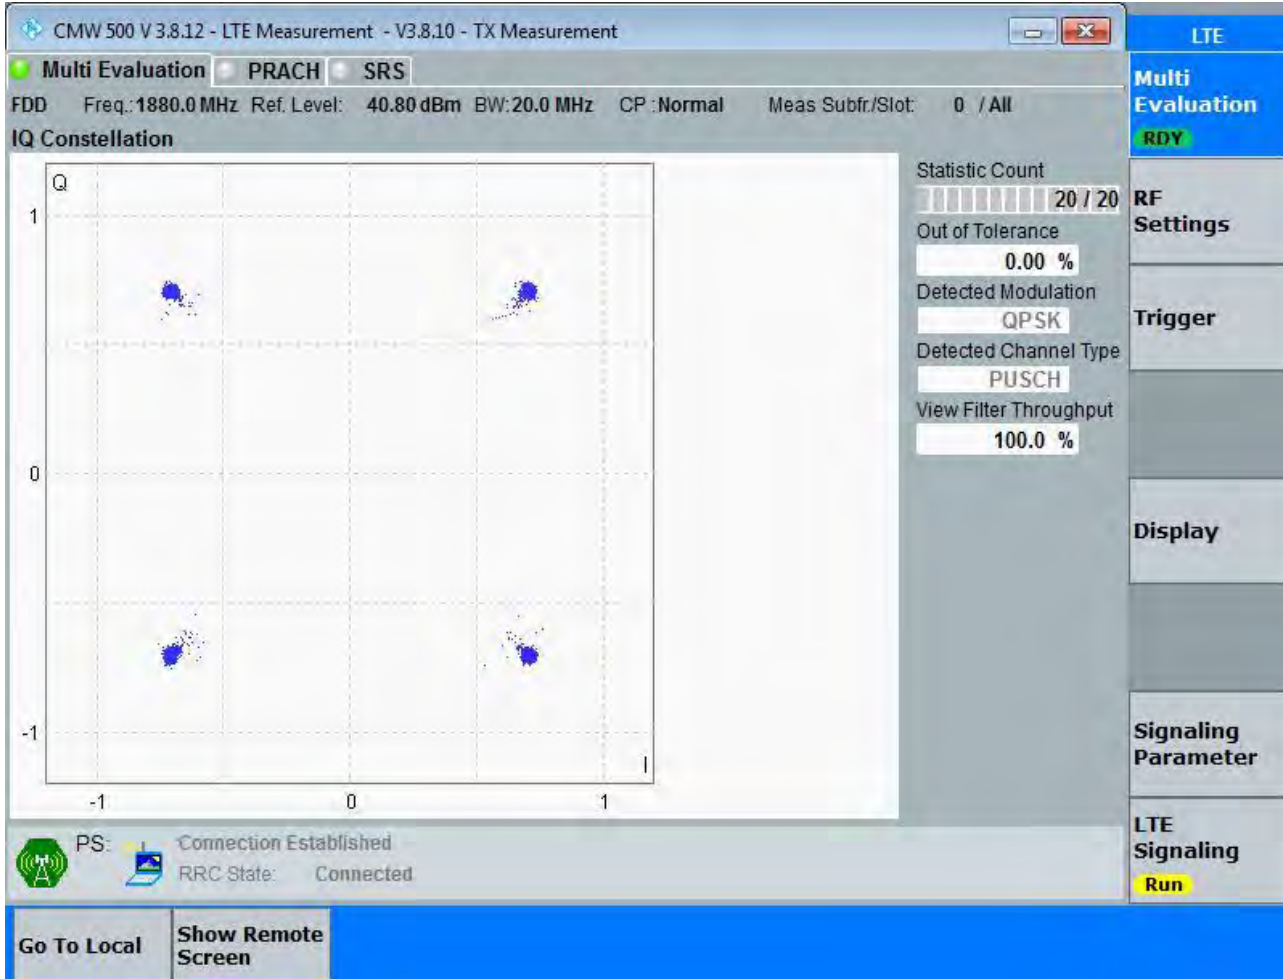 CMW 500 V 3.8.12 - LTE Measurement - V3.8.10 - TX Measurement
LTE
Multi Evaluation PRACH SRS
FDD Freq.:1880.0 MHz Ref. Level: 40.80 dBm BW:20.0 MHz CP :Normal Meas Subfr./Slot: 0 / All
IQ Constellation
Q
1
0
-1
I
-1 0 1
Statistic Count
20 / 20
Out of Tolerance
0.00 %
Detected Modulation
QPSK
Detected Channel Type
PUSCH
View Filter Throughput
100.0 %
Multi
Evaluation
RDY
RF
Settings
Trigger
Display
Signaling
Parameter
LTE
Signaling
Run
PS: Connection Established
RRC State: Connected
Go To Local
Show Remote
Screen